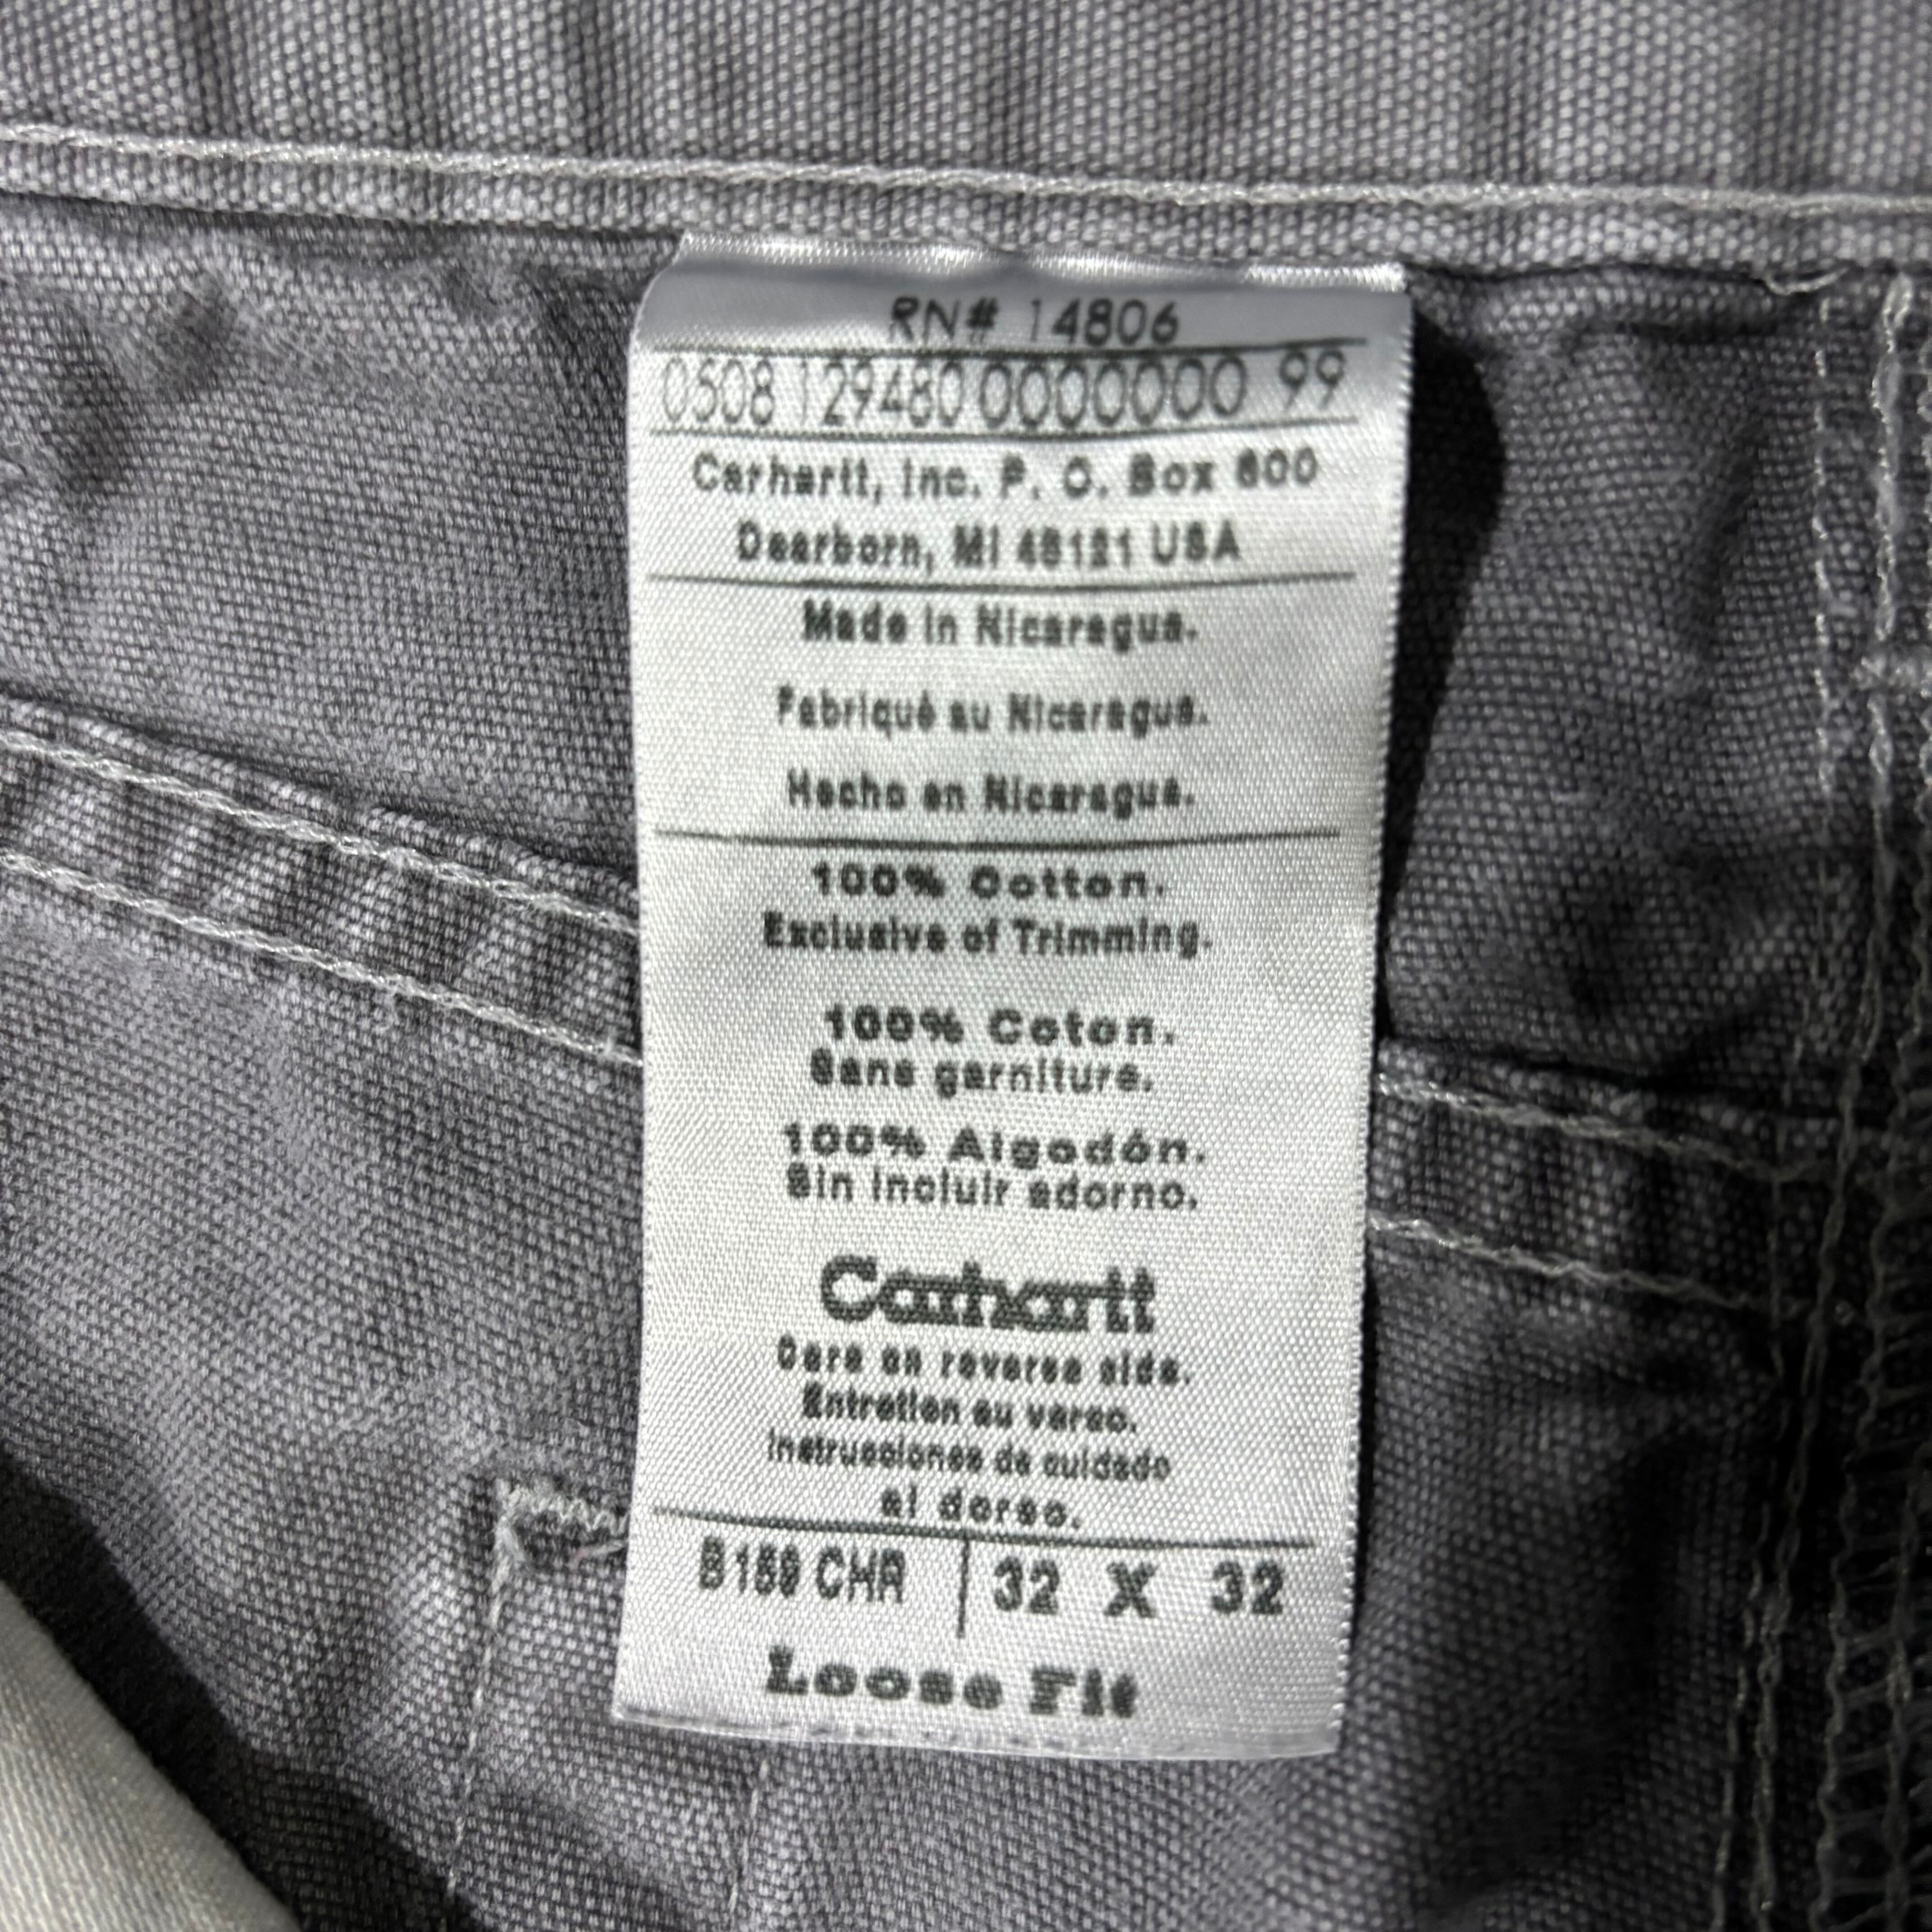 RN# 14806
0508 129480 0000000 99
Carhartt, Inc. P. O. Box 600
Dearborn, MI 48121 USA
Made in Nicaragua.
Fabriqué au Nicaragua.
Hecho en Nicaragua.
100% Cotton.
Exclusive of Trimming.
100% Coton.
Sans garniture.
100% Algodón.
Sin incluir adorno.
Carhartt
Care on reverse side.
Entretien au verso.
Instrucciones de cuidado
al dorso.
B159 CHR 32 X 32
Loose Fit